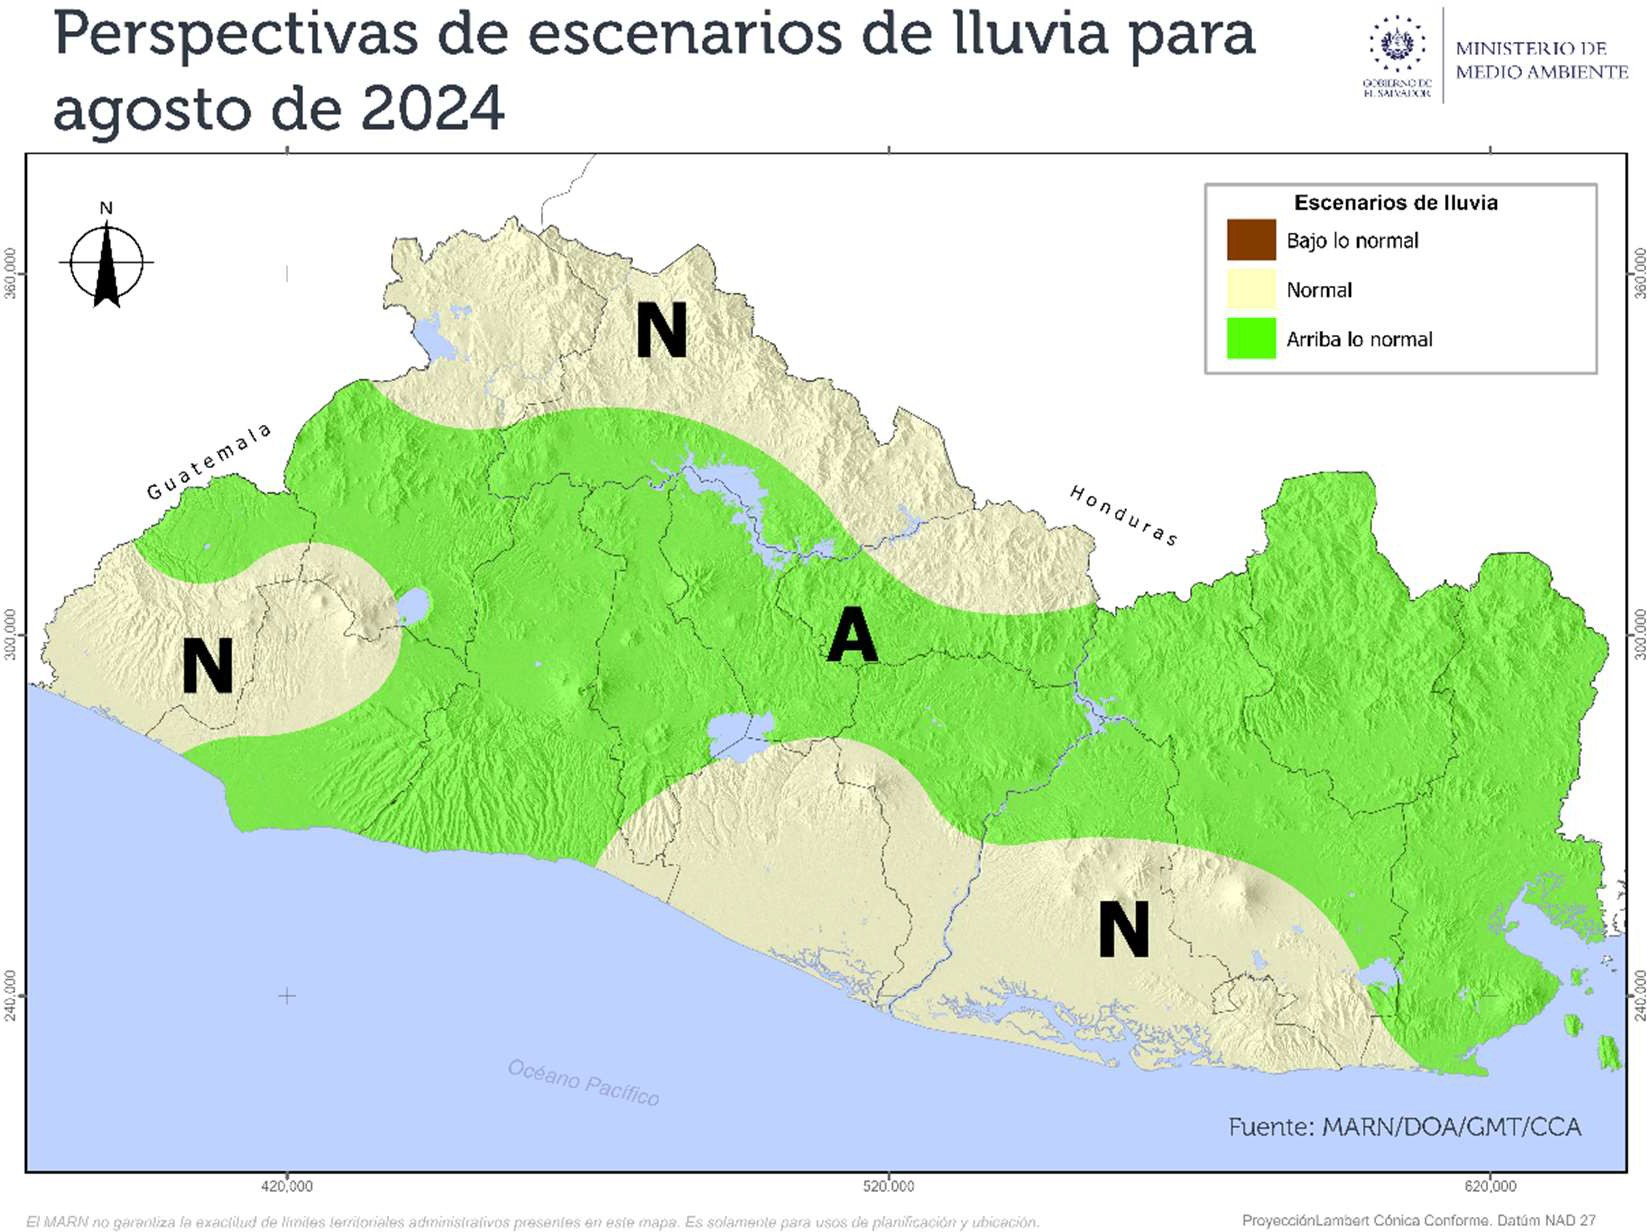 Perspectivas de escenarios de lluvia para
agosto de 2024
GOBIERNO DE
EL SALVADOR
MINISTERIO DE
MEDIO AMBIENTE
Escenarios de lluvia
Bajo lo normal
Normal
Arriba lo normal
N
N
Guatemala
Honduras
A
N
N
Océano Pacífico
Fuente: MARN/DOA/GMT/CCA
360,000
300,000
240,000
360,000
300,000
240,000
420,000
520,000
620,000
El MARN no garantiza la exactitud de límites territoriales administrativos presentes en este mapa. Es solamente para usos de planificación y ubicación.
ProyecciónLambert Cónica Conforme. Datúm NAD 27